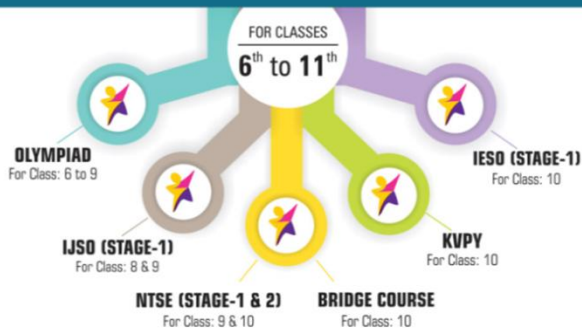 FOR CLASSES
6th to 11th
OLYMPIAD
For Class: 6 to 9
IESO (STAGE-1)
For Class: 10
IJSO (STAGE-1)
For Class: 8 & 9
KVPY
For Class: 10
NTSE (STAGE-1 & 2)
For Class: 9 & 10
BRIDGE COURSE
For Class: 10